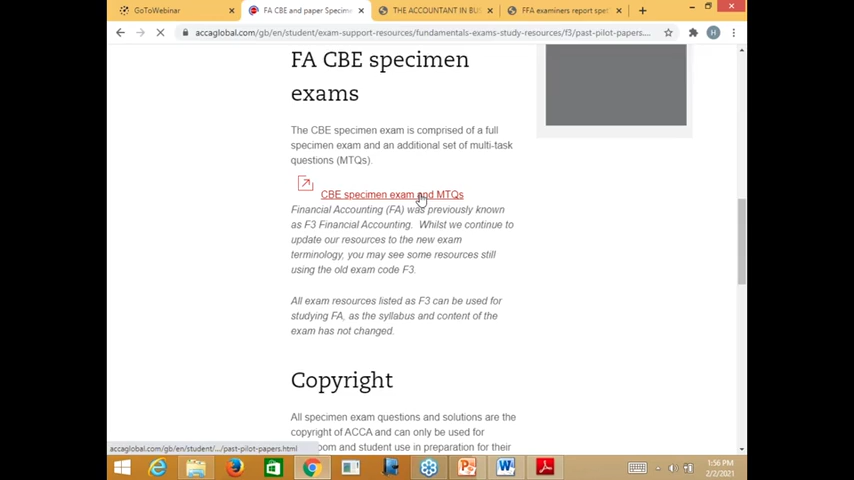 GoToWebinar
FA CBE and paper Specime
THE ACCOUNTANT IN BU
FFA examiners report spec
accaglobal.com/gb/en/student/exam-support-resources/fundamentals-exams-study-resources/f3/past-pilot-papers....
H
FA CBE specimen
exams
The CBE specimen exam is comprised of a full
specimen exam and an additional set of multi-task
questions (MTQs).
CBE specimen exam and MTQs
Financial Accounting (FA) was previously known
as F3 Financial Accounting. Whilst we continue to
update our resources to the new exam
terminology, you may see some resources still
using the old exam code F3.
All exam resources listed as F3 can be used for
studying FA, as the syllabus and content of the
exam has not changed.
Copyright
All specimen exam questions and solutions are the
copyright of ACCA and can only be used for
room and student use in preparation for their
accaglobal.com/gb/en/student/.../past-pilot-papers.html
1:56 PM
2/2/2021